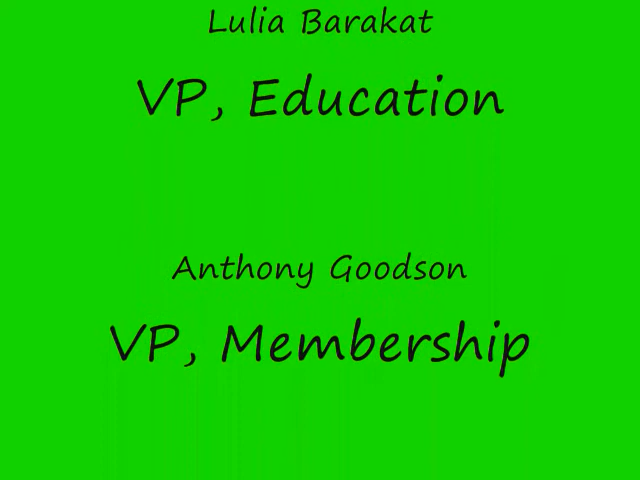 Lulia Barakat
VP, Education
Anthony Goodson
VP, Membership